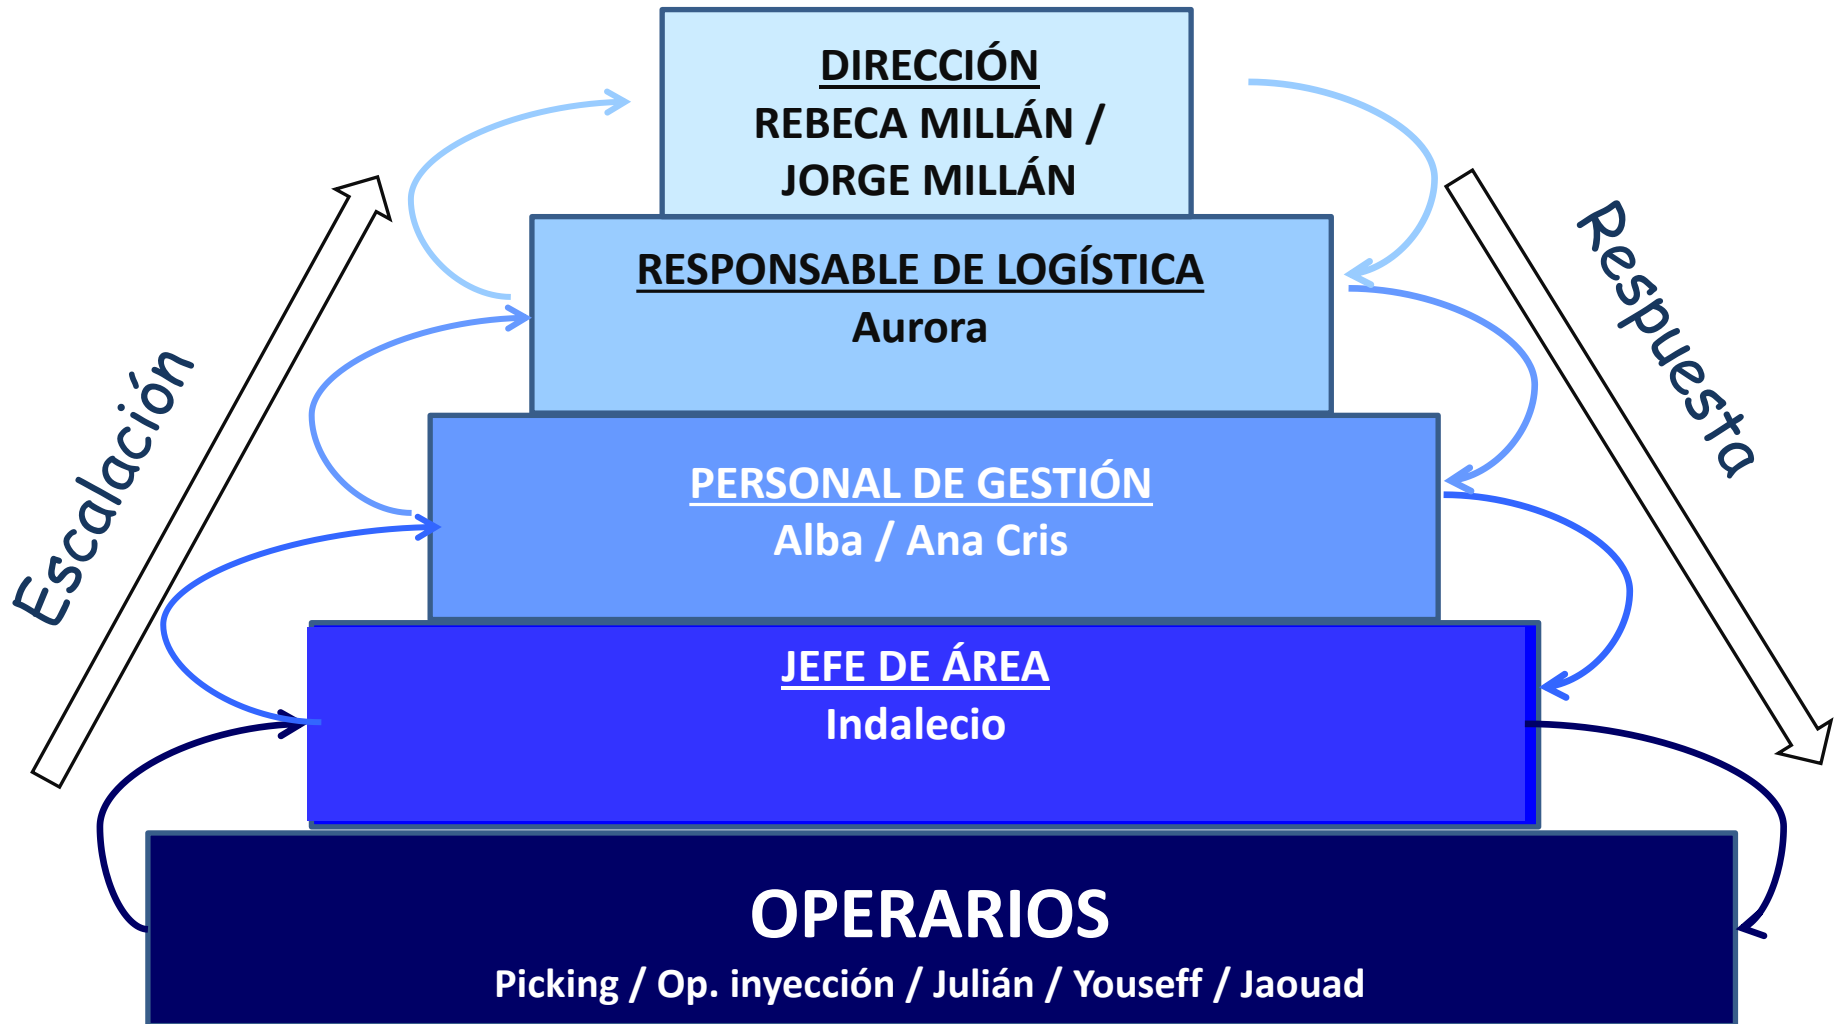 DIRECCIÓN
REBECA MILLÁN /
JORGE MILLÁN
RESPONSABLE DE LOGÍSTICA
Aurora
PERSONAL DE GESTIÓN
Alba / Ana Cris
JEFE DE ÁREA
Indalecio
OPERARIOS
Picking / Op. inyección / Julián / Youseff / Jaouad
Escalación
Respuesta